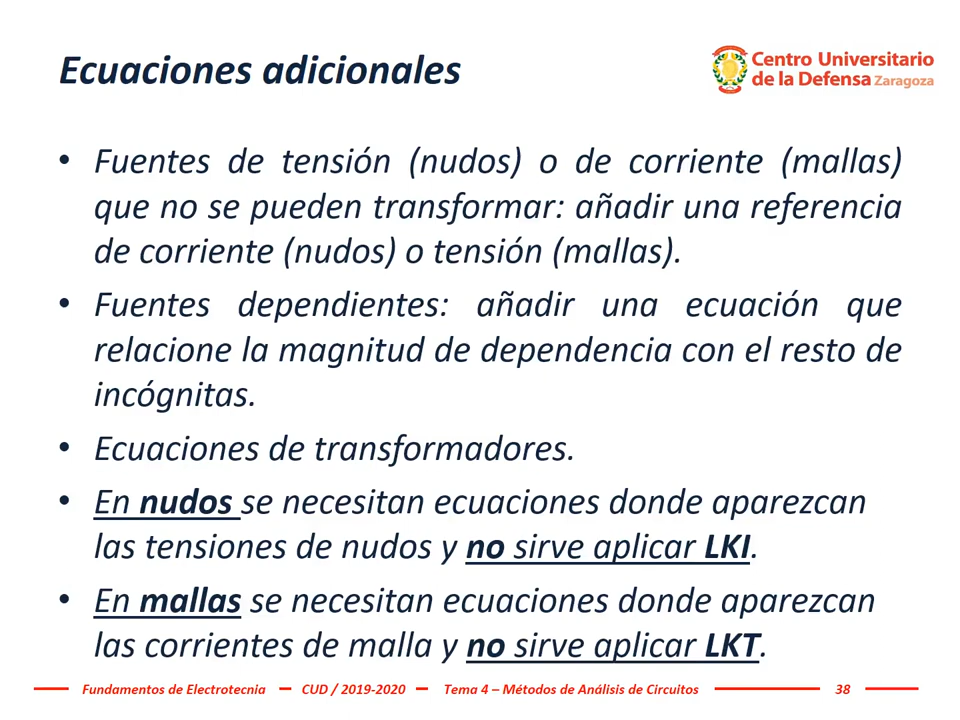 Ecuaciones adicionales
Centro Universitario
de la Defensa Zaragoza
• Fuentes de tensión (nudos) o de corriente (mallas)
que no se pueden transformar: añadir una referencia
de corriente (nudos) o tensión (mallas).
• Fuentes dependientes: añadir una ecuación que
relacione la magnitud de dependencia con el resto de
incógnitas.
• Ecuaciones de transformadores.
• En nudos se necesitan ecuaciones donde aparezcan
las tensiones de nudos y no sirve aplicar LKI.
• En mallas se necesitan ecuaciones donde aparezcan
las corrientes de malla y no sirve aplicar LKT.
Fundamentos de Electrotecnia — CUD / 2019-2020 — Tema 4 – Métodos de Análisis de Circuitos 38